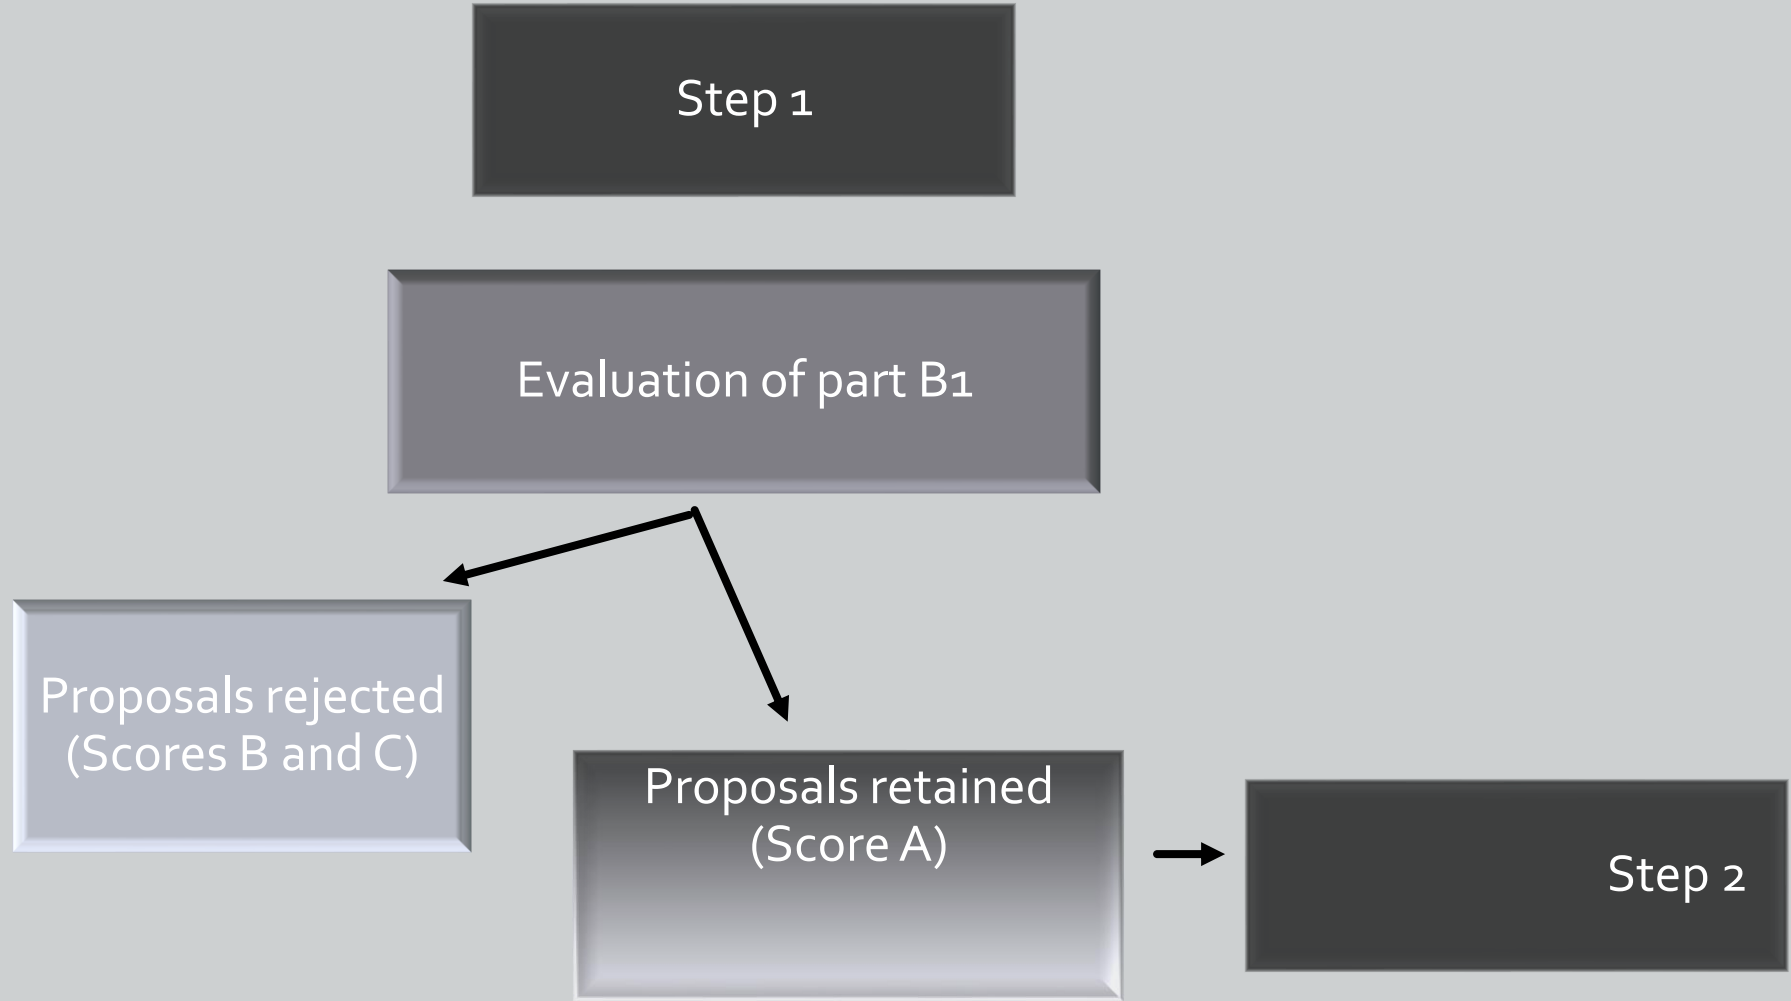 Step 1
Evaluation of part B1
Proposals rejected
(Scores B and C)
Proposals retained
(Score A)
Step 2